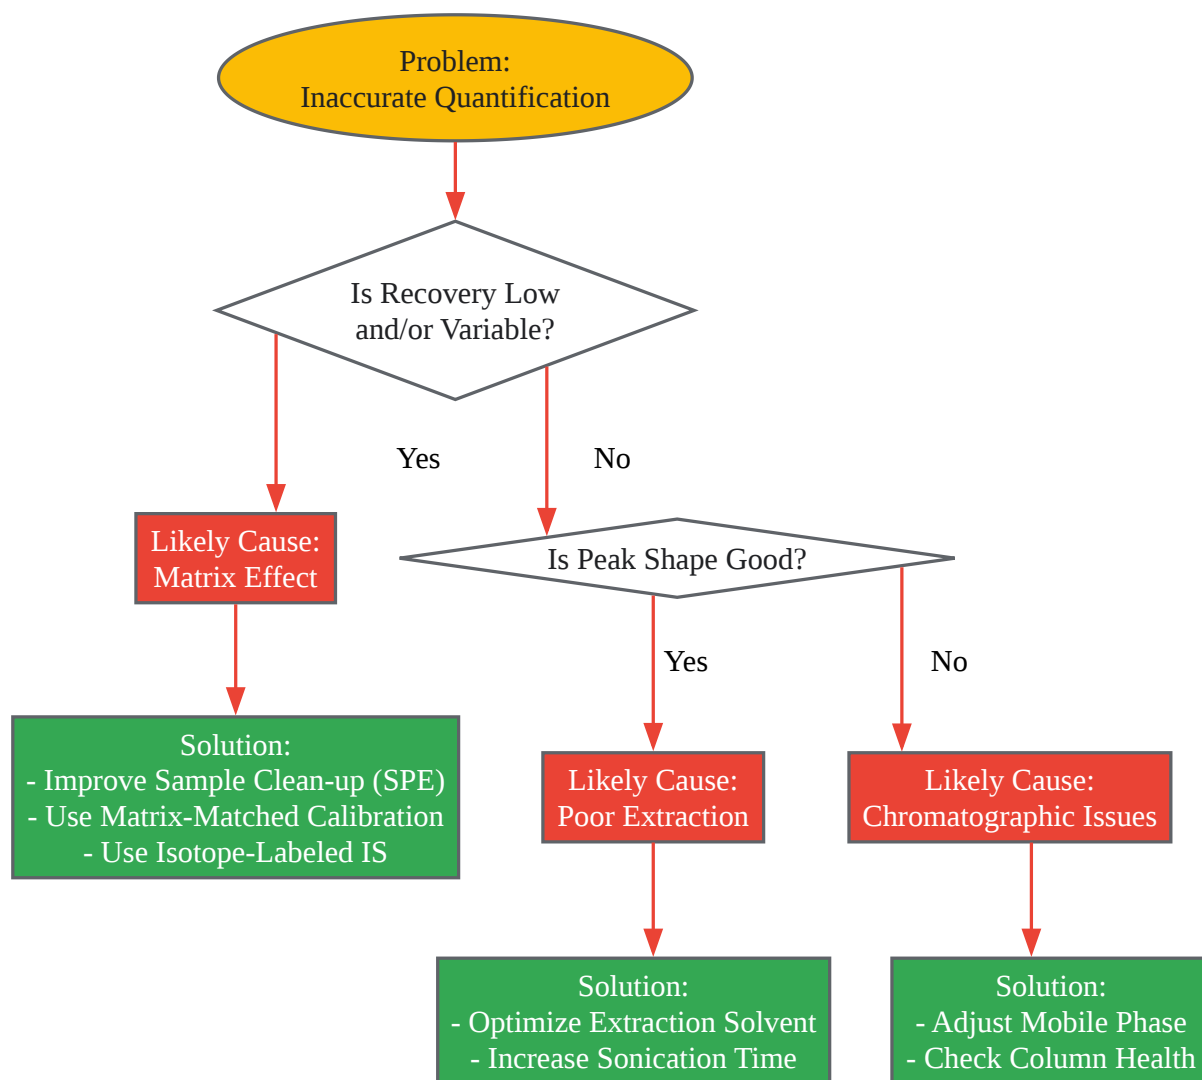 Problem:
Inaccurate Quantification
Is Recovery Low
and/or Variable?
Yes
No
Likely Cause:
Matrix Effect
Is Peak Shape Good?
Yes
No
Solution:
- Improve Sample Clean-up (SPE)
- Use Matrix-Matched Calibration
- Use Isotope-Labeled IS
Likely Cause:
Poor Extraction
Likely Cause:
Chromatographic Issues
Solution:
- Optimize Extraction Solvent
- Increase Sonication Time
Solution:
- Adjust Mobile Phase
- Check Column Health